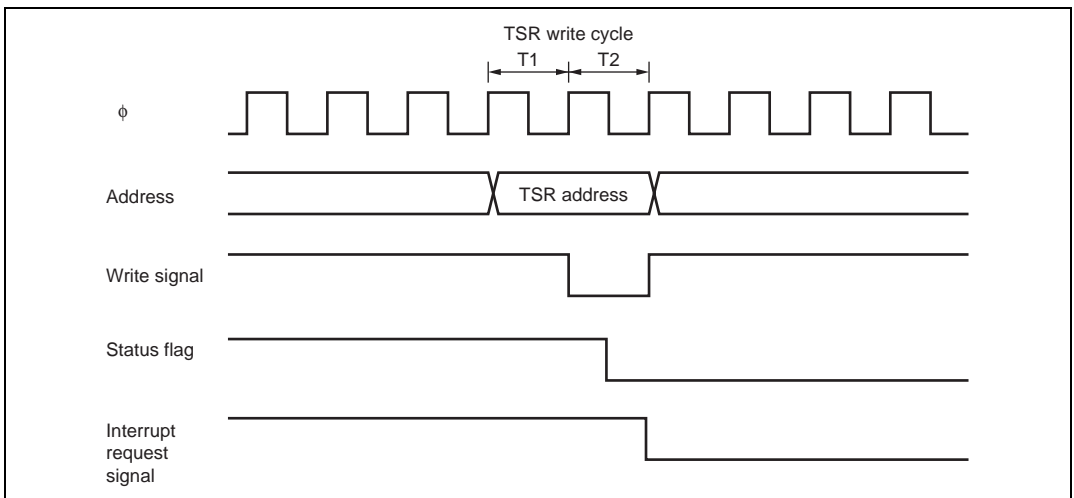 TSR write cycle
T1 T2
ϕ
Address
TSR address
Write signal
Status flag
Interrupt
request
signal